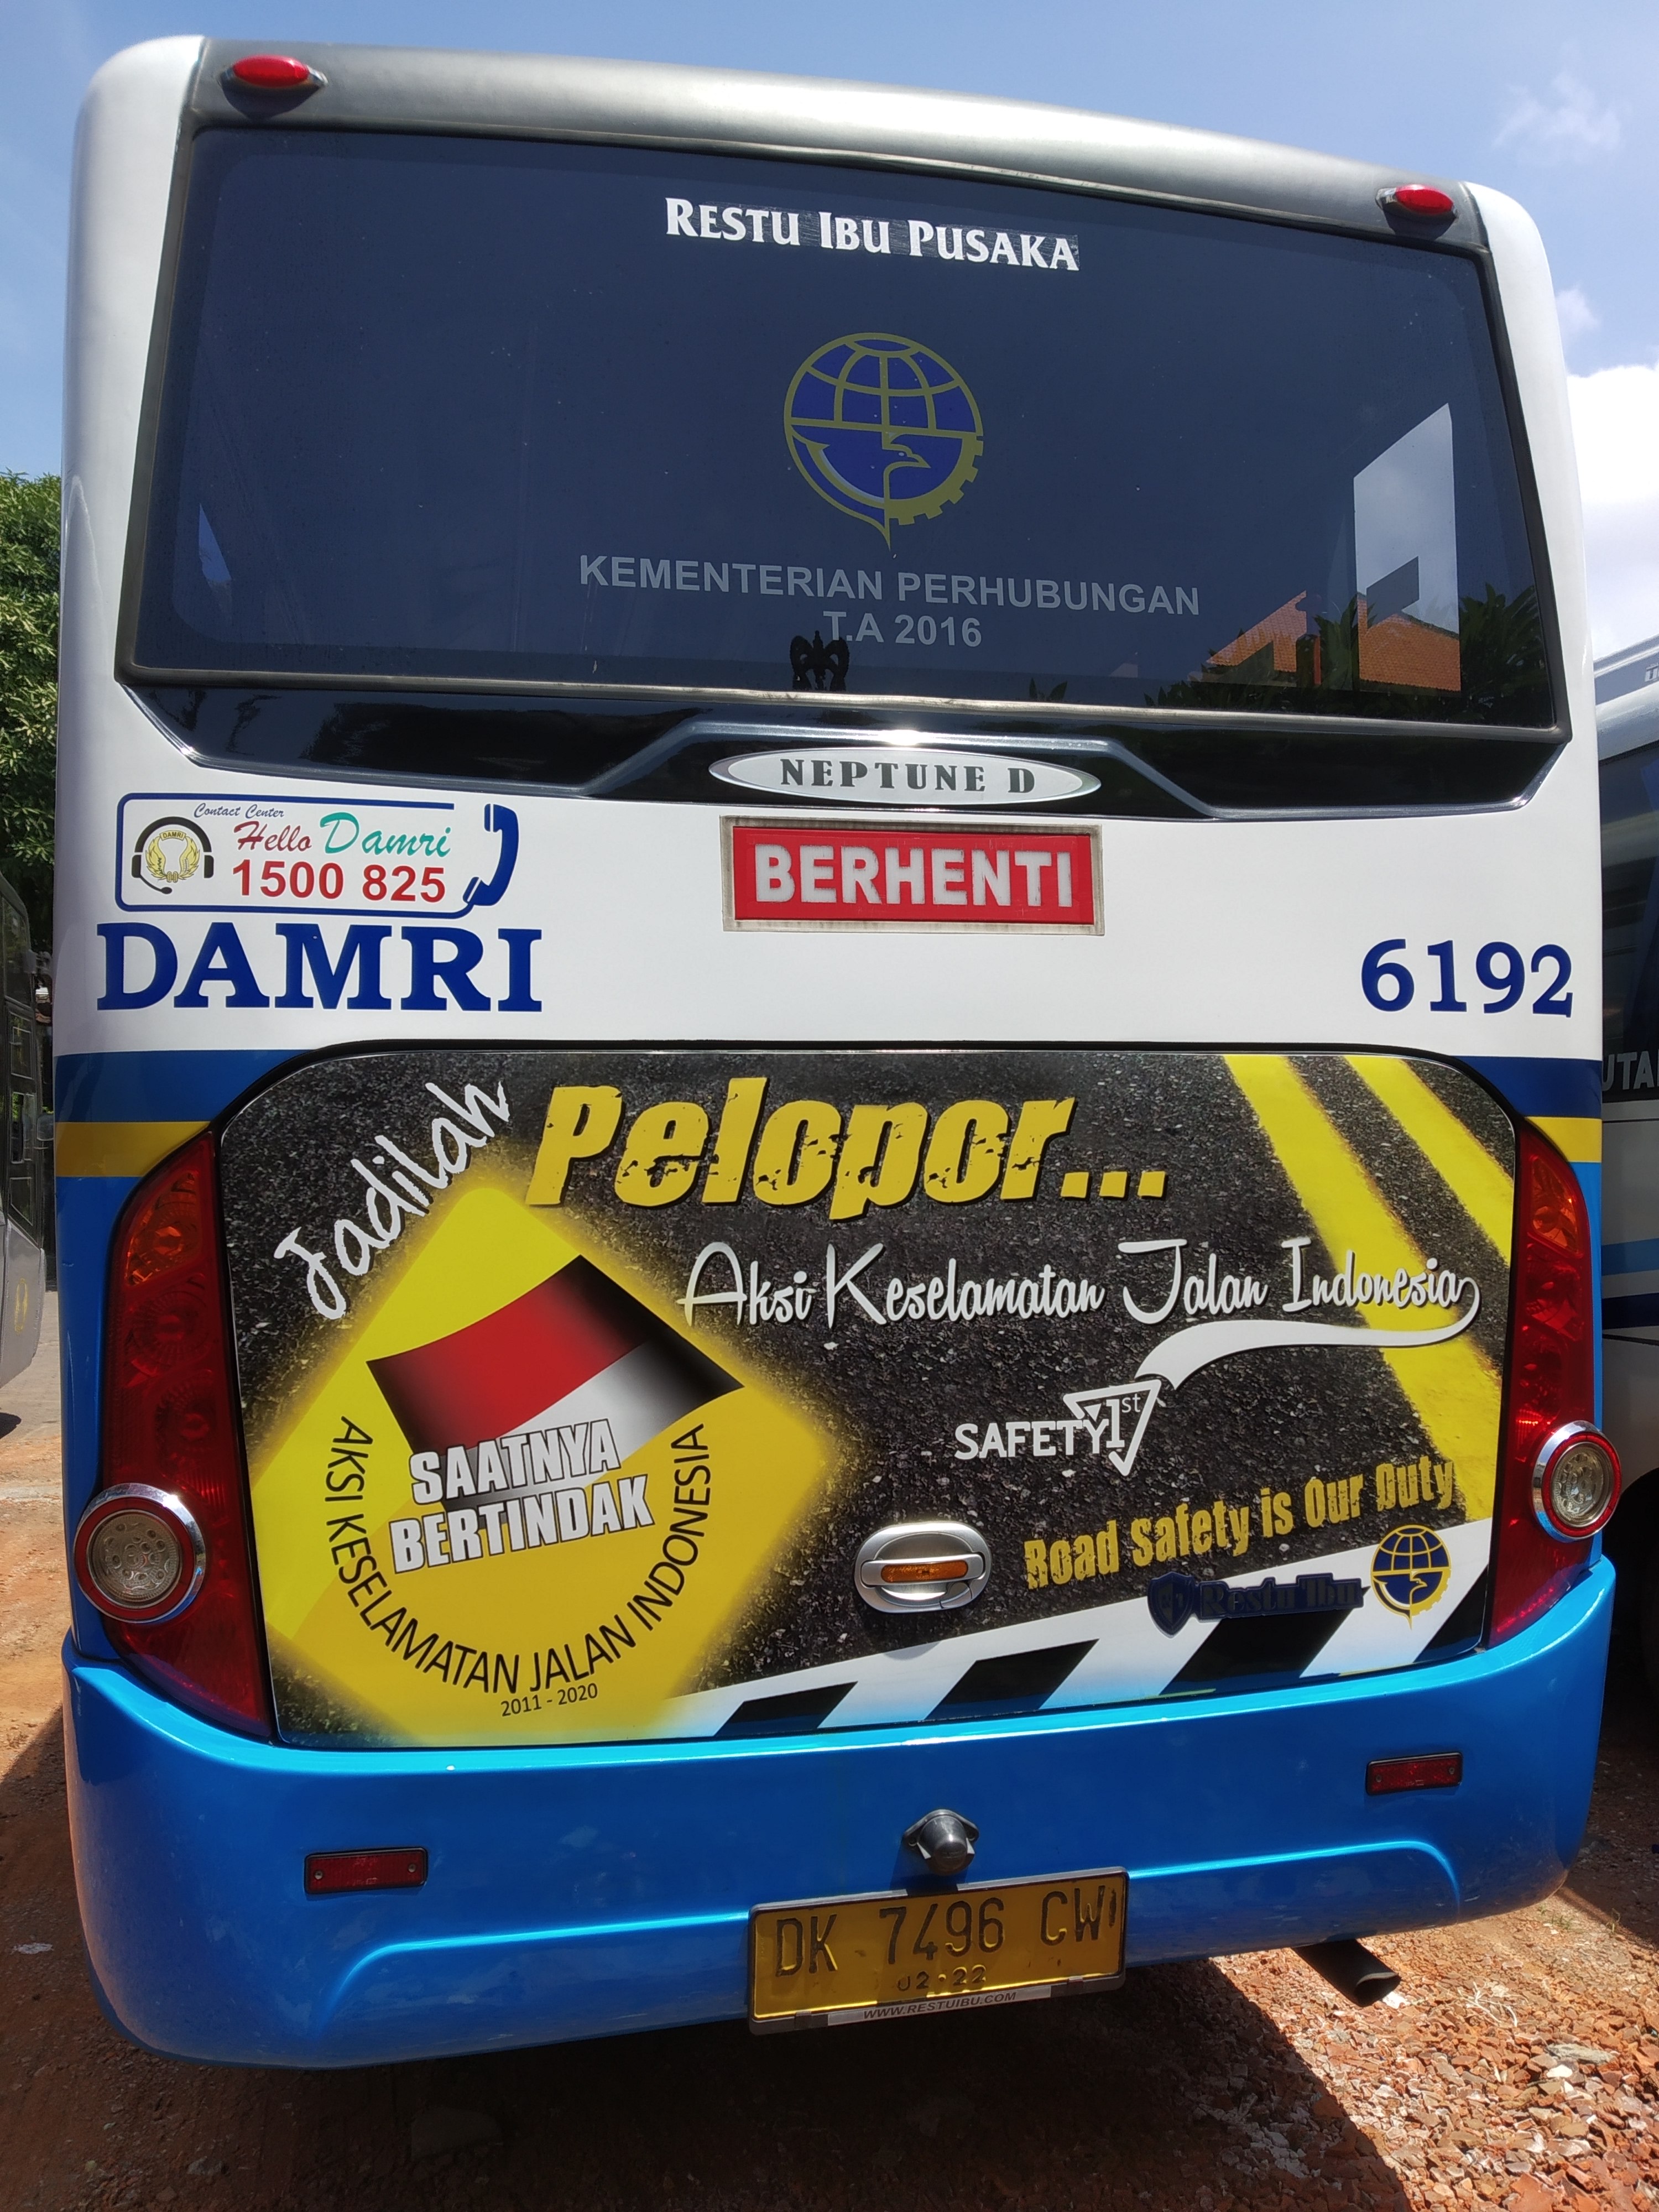 RESTU IBU PUSAKA
KEMENTERIAN PERHUBUNGAN
T.A 2016
NEPTUNE D
Contact Center
Hello Damri
1500 825
DAMRI
DAMRI
BERHENTI
6192
Jadilah
Pelopor...
Aksi Keselamatan Jalan Indonesia
SAFETY 1st
SAATNYA
BERTINDAK
AKSI KESELAMATAN JALAN INDONESIA
2011 - 2020
Road Safety is Our Duty
Restu Ibu
DK 7496 CW
02·22
WWW.RESTUIBU.COM